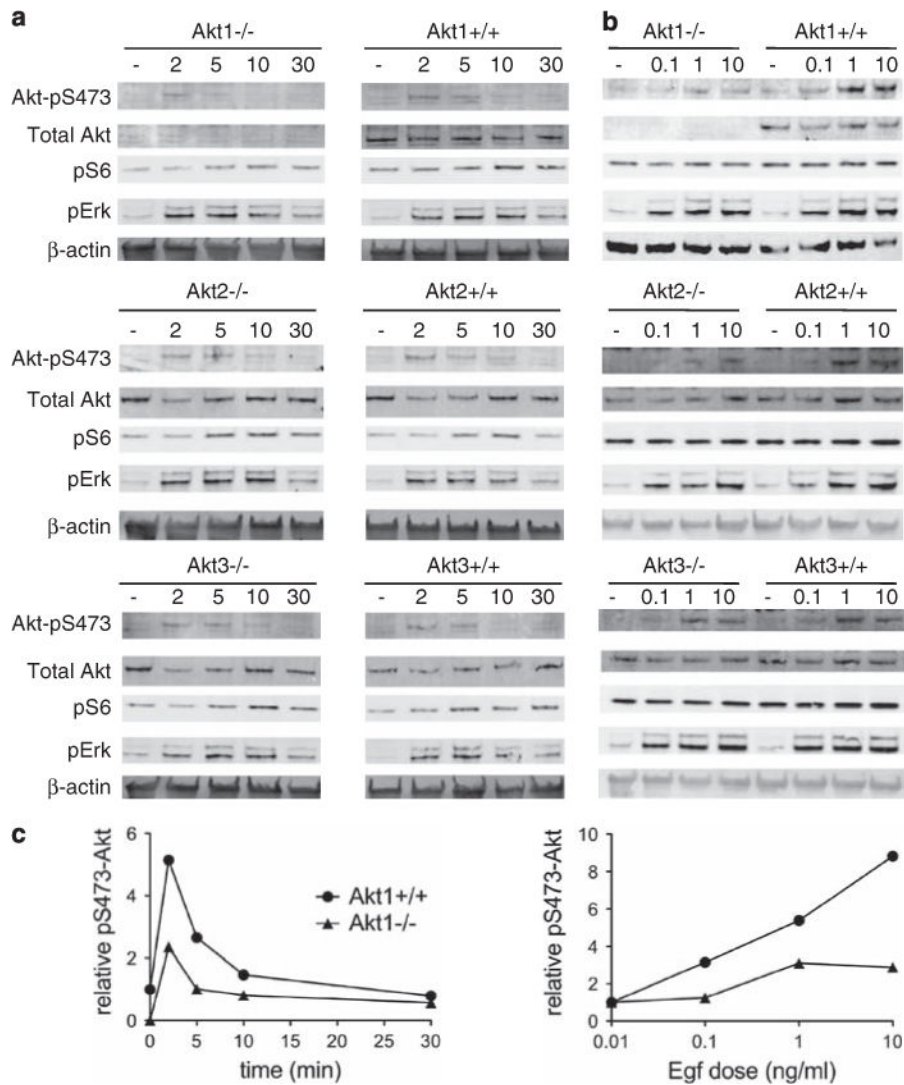 a
Akt1-/- Akt1+/+
- 2 5 10 30 - 2 5 10 30
Akt-pS473
Total Akt
pS6
pErk
β-actin
Akt2-/- Akt2+/+
- 2 5 10 30 - 2 5 10 30
Akt-pS473
Total Akt
pS6
pErk
β-actin
Akt3-/- Akt3+/+
- 2 5 10 30 - 2 5 10 30
Akt-pS473
Total Akt
pS6
pErk
β-actin
b
Akt1-/- Akt1+/+
- 0.1 1 10 - 0.1 1 10
Akt2-/- Akt2+/+
- 0.1 1 10 - 0.1 1 10
Akt3-/- Akt3+/+
- 0.1 1 10 - 0.1 1 10
c
relative pS473-Akt
6
4
2
0
0 5 10 15 20 25 30
time (min)
Akt1+/+
Akt1-/-
relative pS473-Akt
10
8
6
4
2
0
0.01 0.1 1 10
Egf dose (ng/ml)